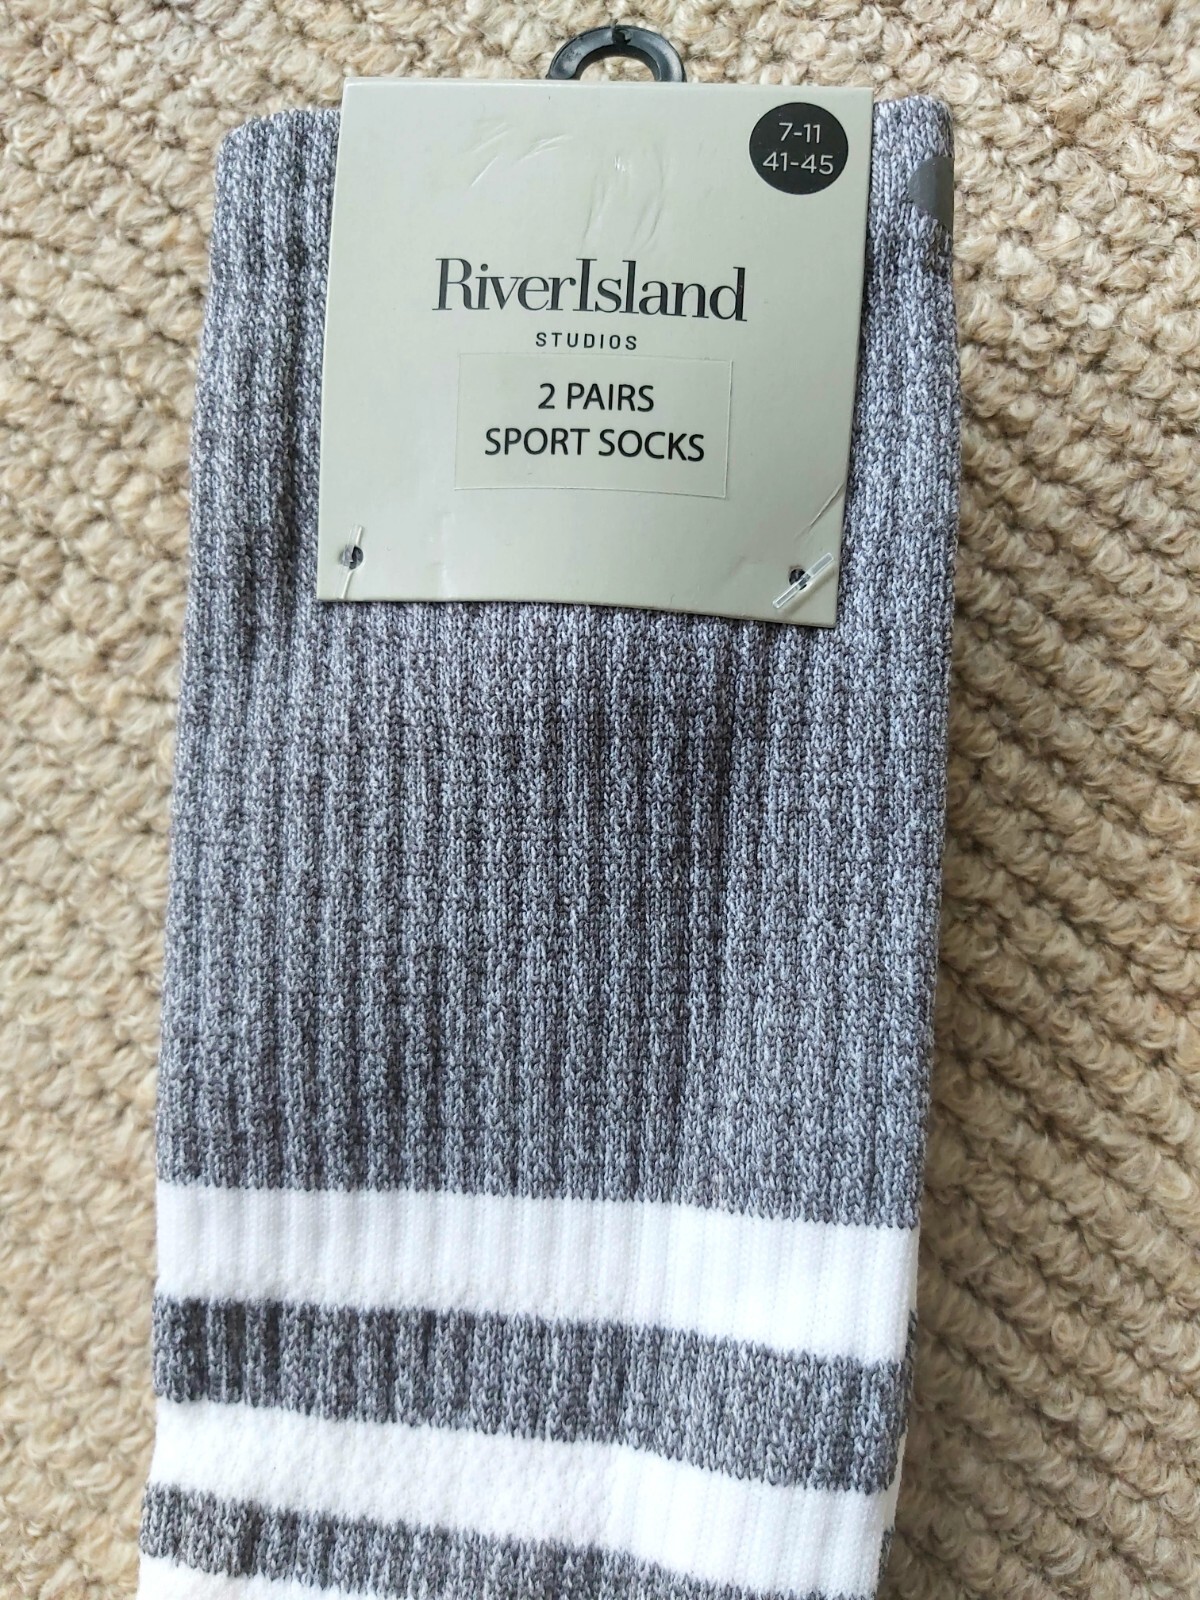 7-11
41-45
RiverIsland
STUDIOS
2 PAIRS
SPORT SOCKS